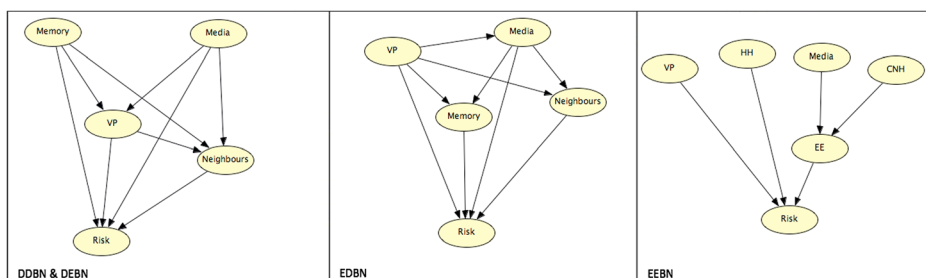 Memory
Media
VP
Neighbours
Risk
DDBN & DEBN
VP
Media
Neighbours
Memory
Risk
EDBN
VP
HH
Media
CNH
EE
Risk
EEBN